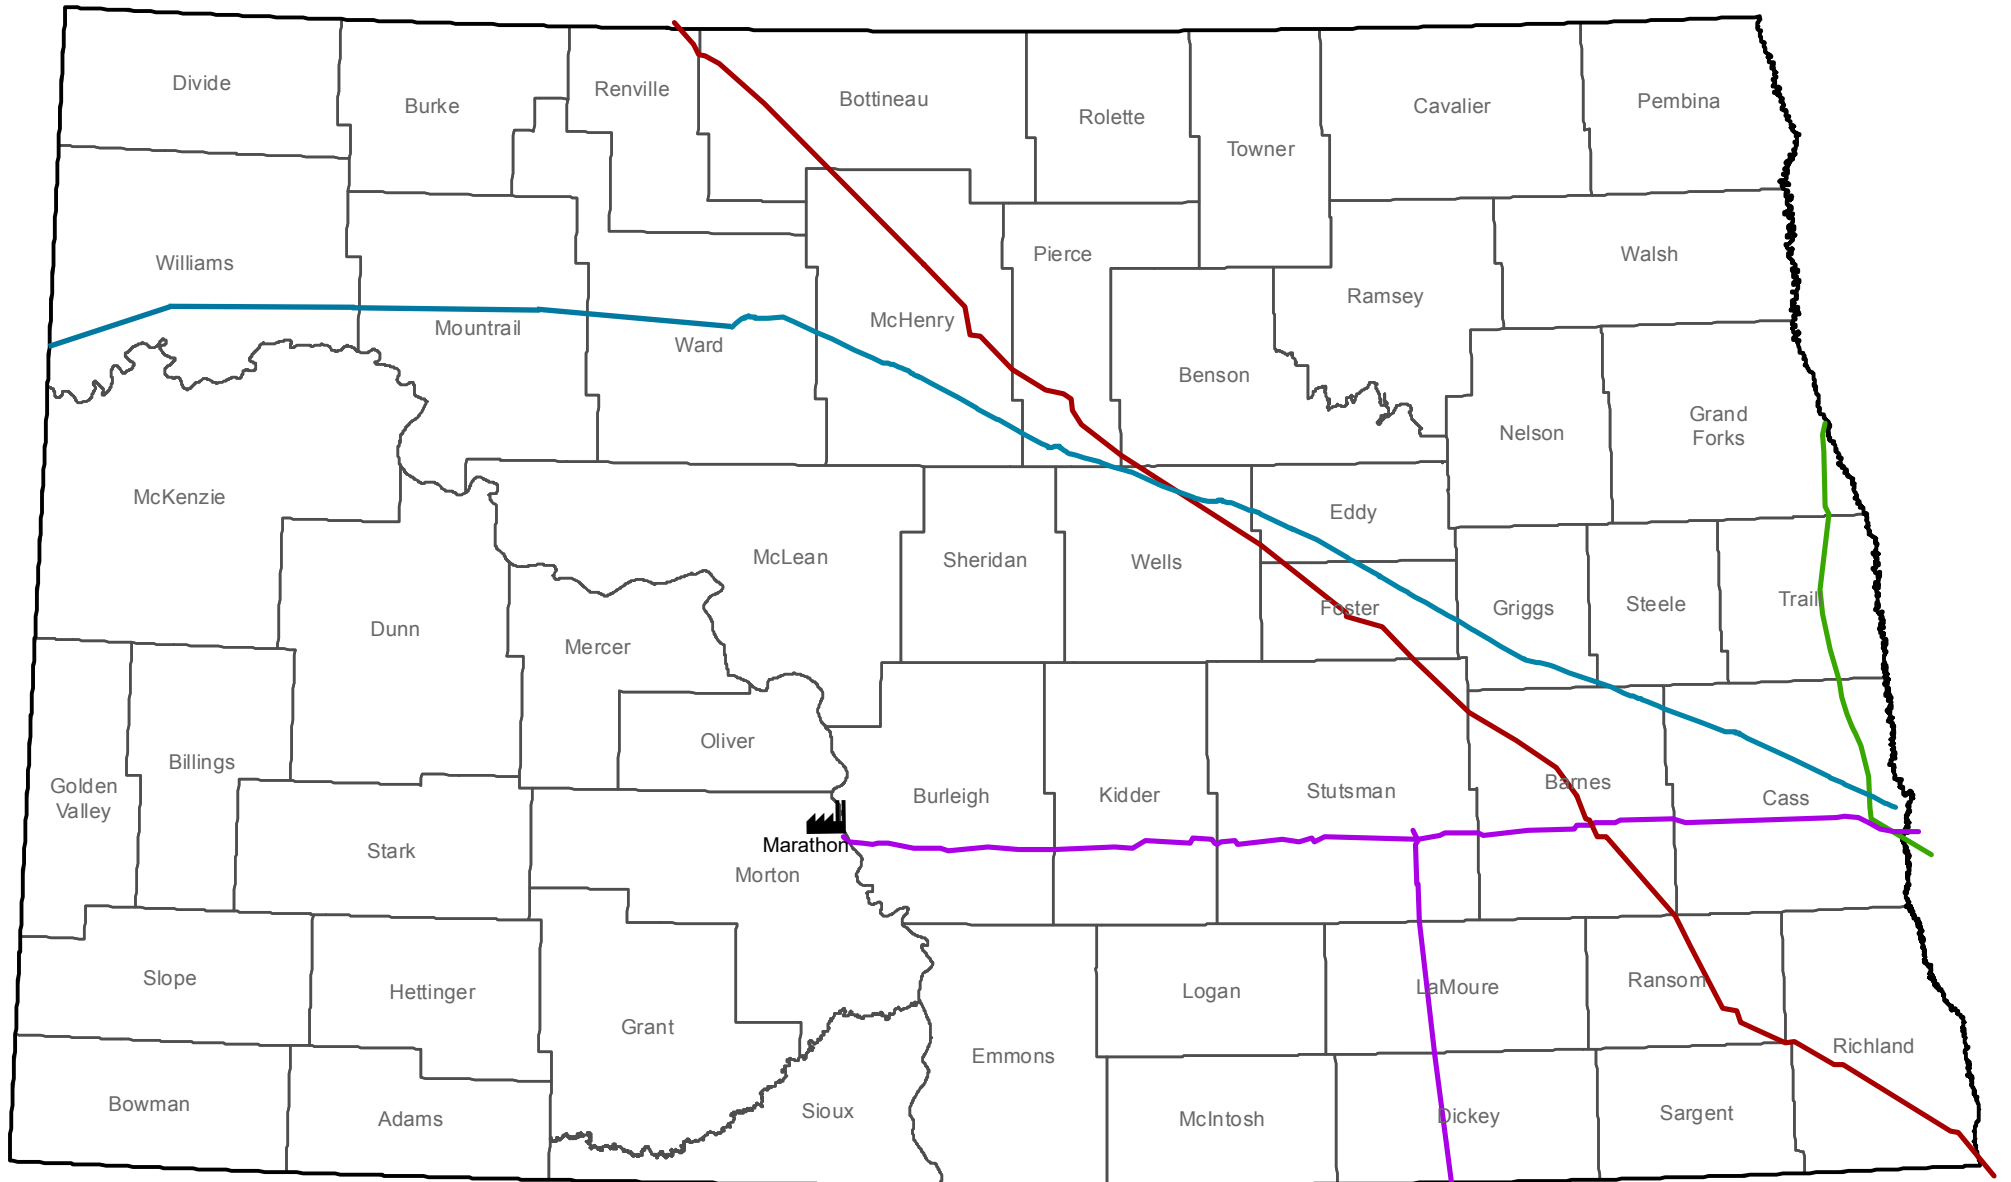 Divide
Burke
Renville
Bottineau
Rolette
Towner
Cavalier
Pembina
Williams
Mountrail
Ward
McHenry
Pierce
Benson
Ramsey
Walsh
Nelson
Grand
Forks
McKenzie
Dunn
Mercer
McLean
Sheridan
Wells
Eddy
Foster
Griggs
Steele
Traill
Golden
Valley
Billings
Oliver
Stark
Marathon
Morton
Burleigh
Kidder
Stutsman
Barnes
Cass
Slope
Hettinger
Grant
Emmons
Logan
LaMoure
Ransom
Richland
Bowman
Adams
Sioux
McIntosh
Dickey
Sargent